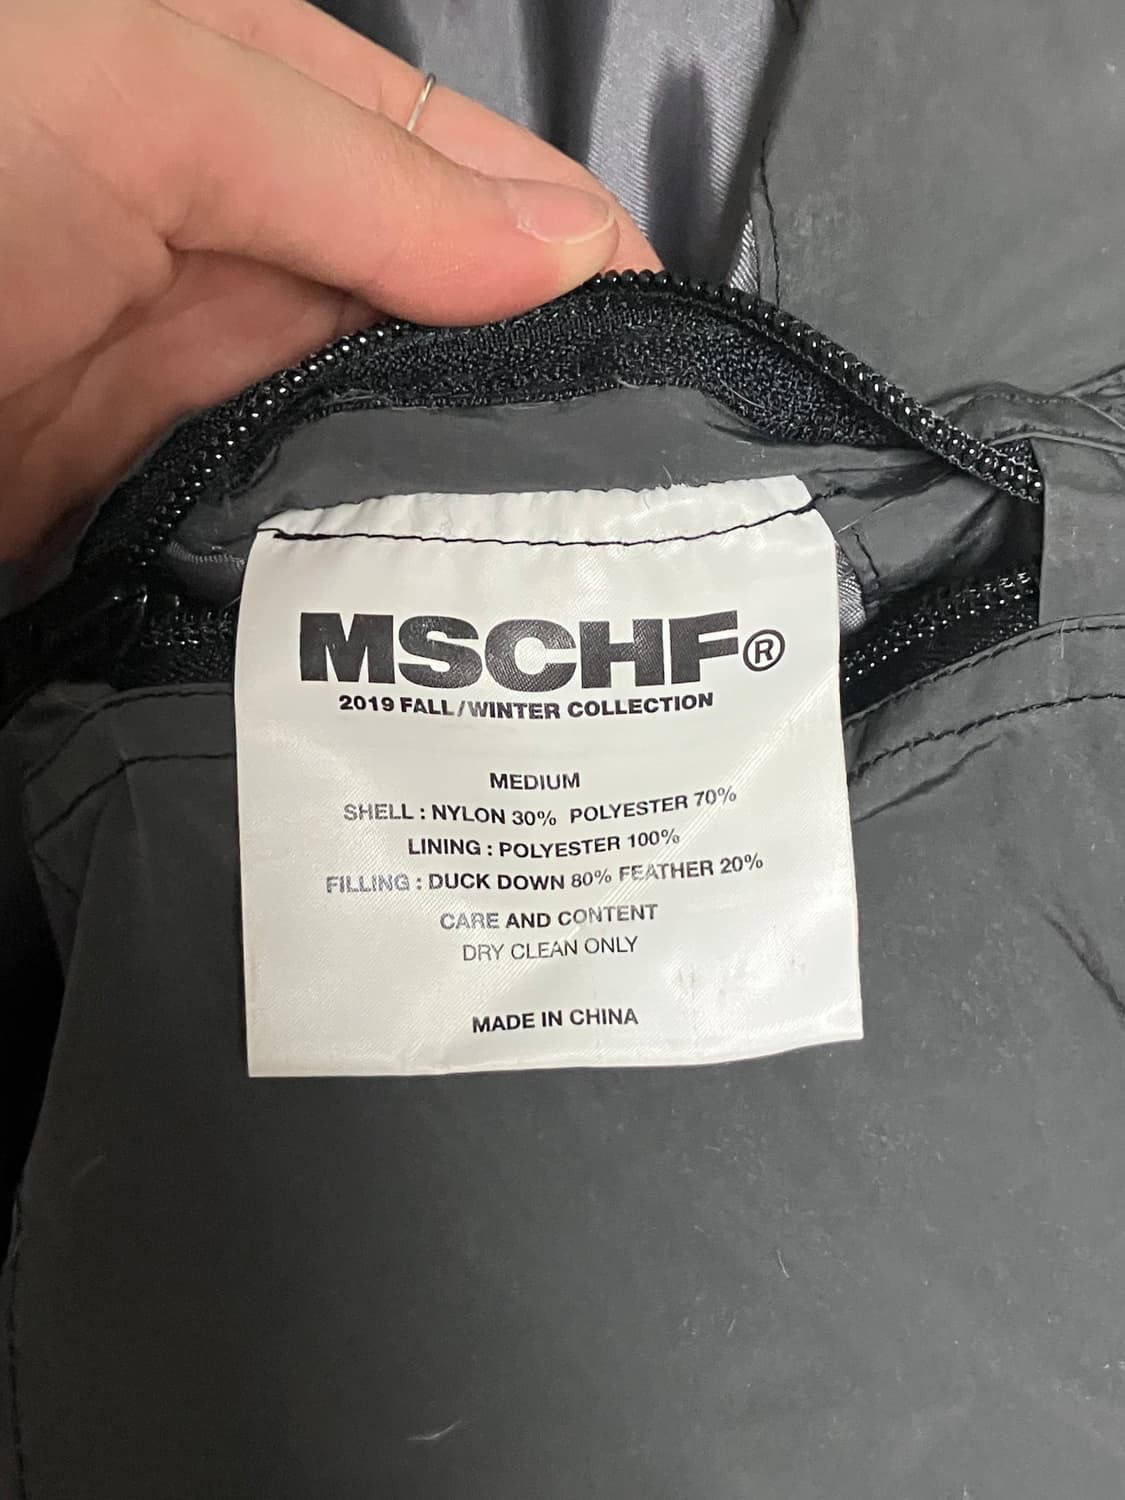 MSCHF®
2019 FALL/WINTER COLLECTION
MEDIUM
SHELL : NYLON 30% POLYESTER 70%
LINING : POLYESTER 100%
FILLING : DUCK DOWN 80% FEATHER 20%
CARE AND CONTENT
DRY CLEAN ONLY
MADE IN CHINA